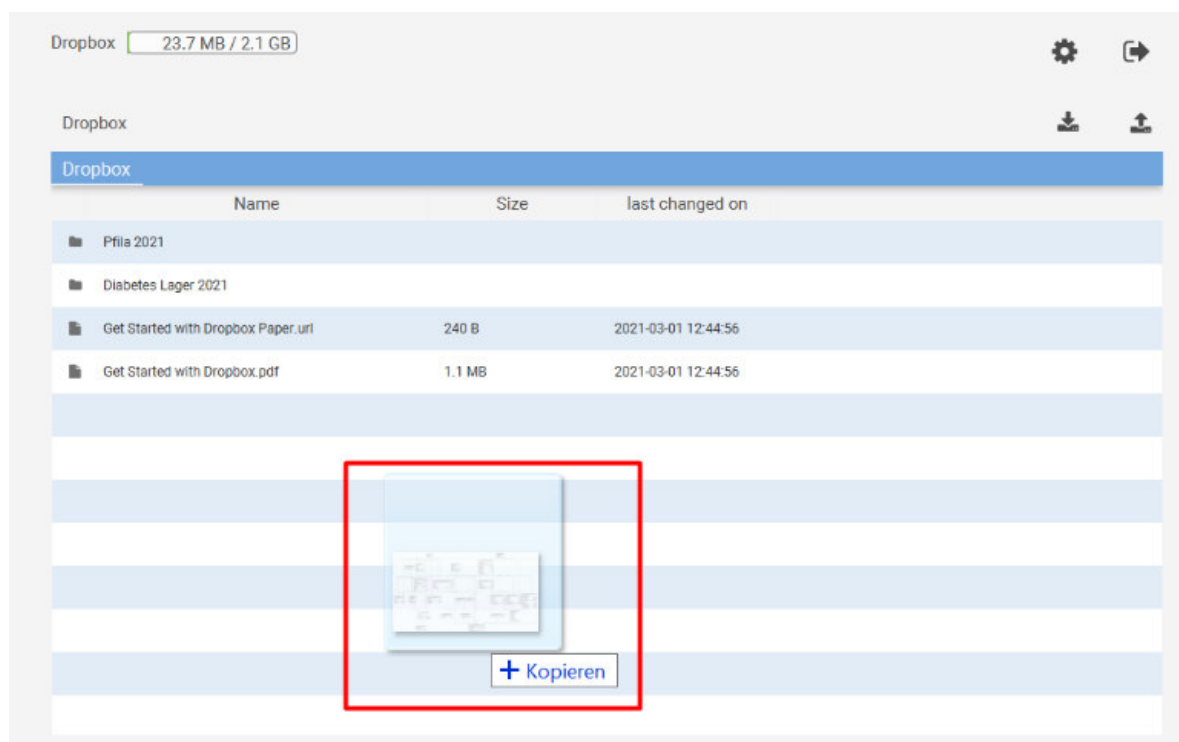 Dropbox 23.7 MB / 2.1 GB
Dropbox
Dropbox
Name Size last changed on
Pfila 2021
Diabetes Lager 2021
Get Started with Dropbox Paper.url 240 B 2021-03-01 12:44:56
Get Started with Dropbox.pdf 1.1 MB 2021-03-01 12:44:56
+ Kopieren